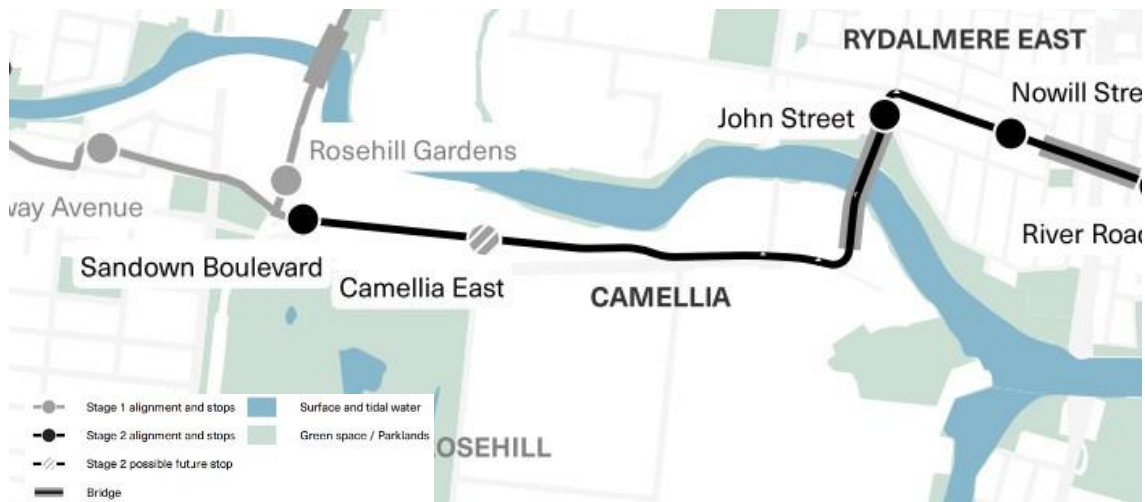 RYDALMERE EAST
Nowill Stre
John Street
Rosehill Gardens
way Avenue
River Road
Sandown Boulevard
Camellia East
CAMELLIA
OSEHILL
Stage 1 alignment and stops
Surface and tidal water
Stage 2 alignment and stops
Green space / Parklands
Stage 2 possible future stop
Bridge